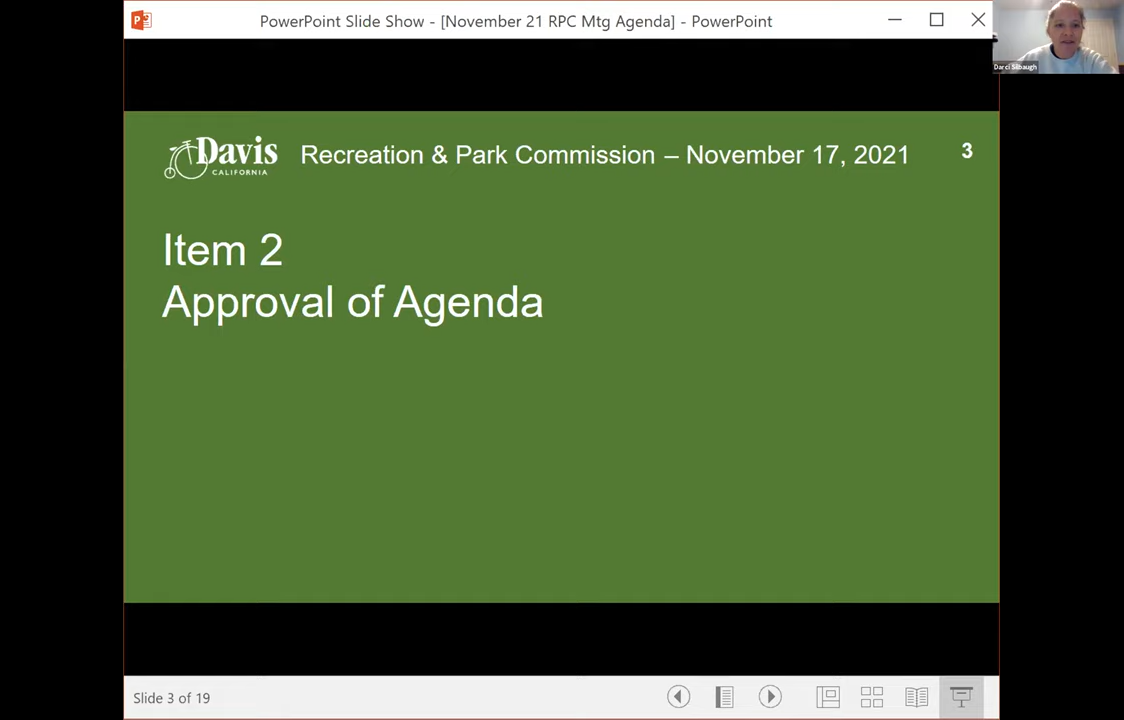 PowerPoint Slide Show - [November 21 RPC Mtg Agenda] - PowerPoint
Darci Silbaugh
Davis
CALIFORNIA
Recreation & Park Commission – November 17, 2021
3
Item 2
Approval of Agenda
Slide 3 of 19